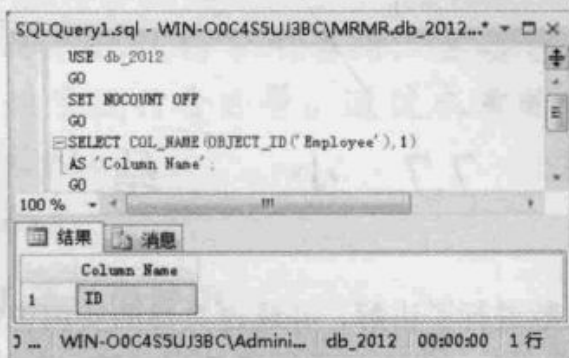 SQLQuery1.sql - WIN-O0C4S5UJ3BC\MRMR.db_2012...*
USE db_2012
GO
SET NOCOUNT OFF
GO
SELECT COL_NAME(OBJECT_ID('Employee'),1)
AS 'Column Name';
GO
100 %
结果 消息
Column Name
1 ID
WIN-O0C4S5UJ3BC\Admini... db_2012 00:00:00 1 行